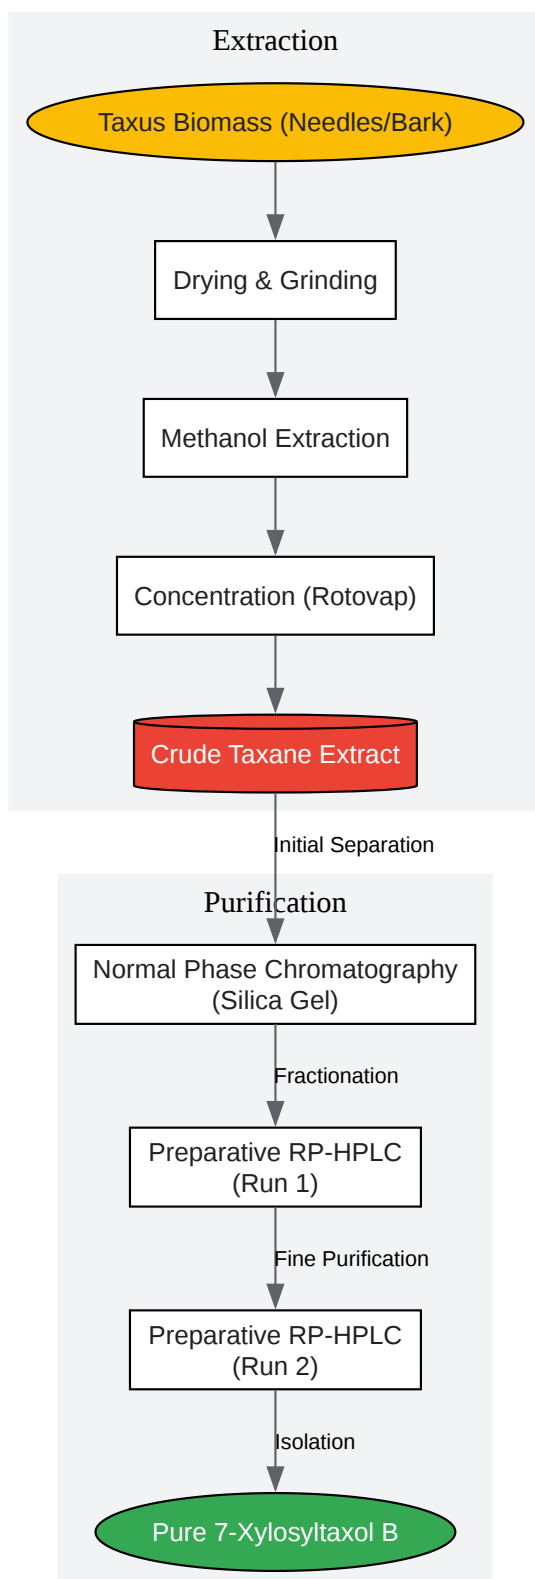 Extraction
Taxus Biomass (Needles/Bark)
Drying & Grinding
Methanol Extraction
Concentration (Rotovap)
Crude Taxane Extract
Initial Separation
Purification
Normal Phase Chromatography
(Silica Gel)
Fractionation
Preparative RP-HPLC
(Run 1)
Fine Purification
Preparative RP-HPLC
(Run 2)
Isolation
Pure 7-Xylosyltaxol B